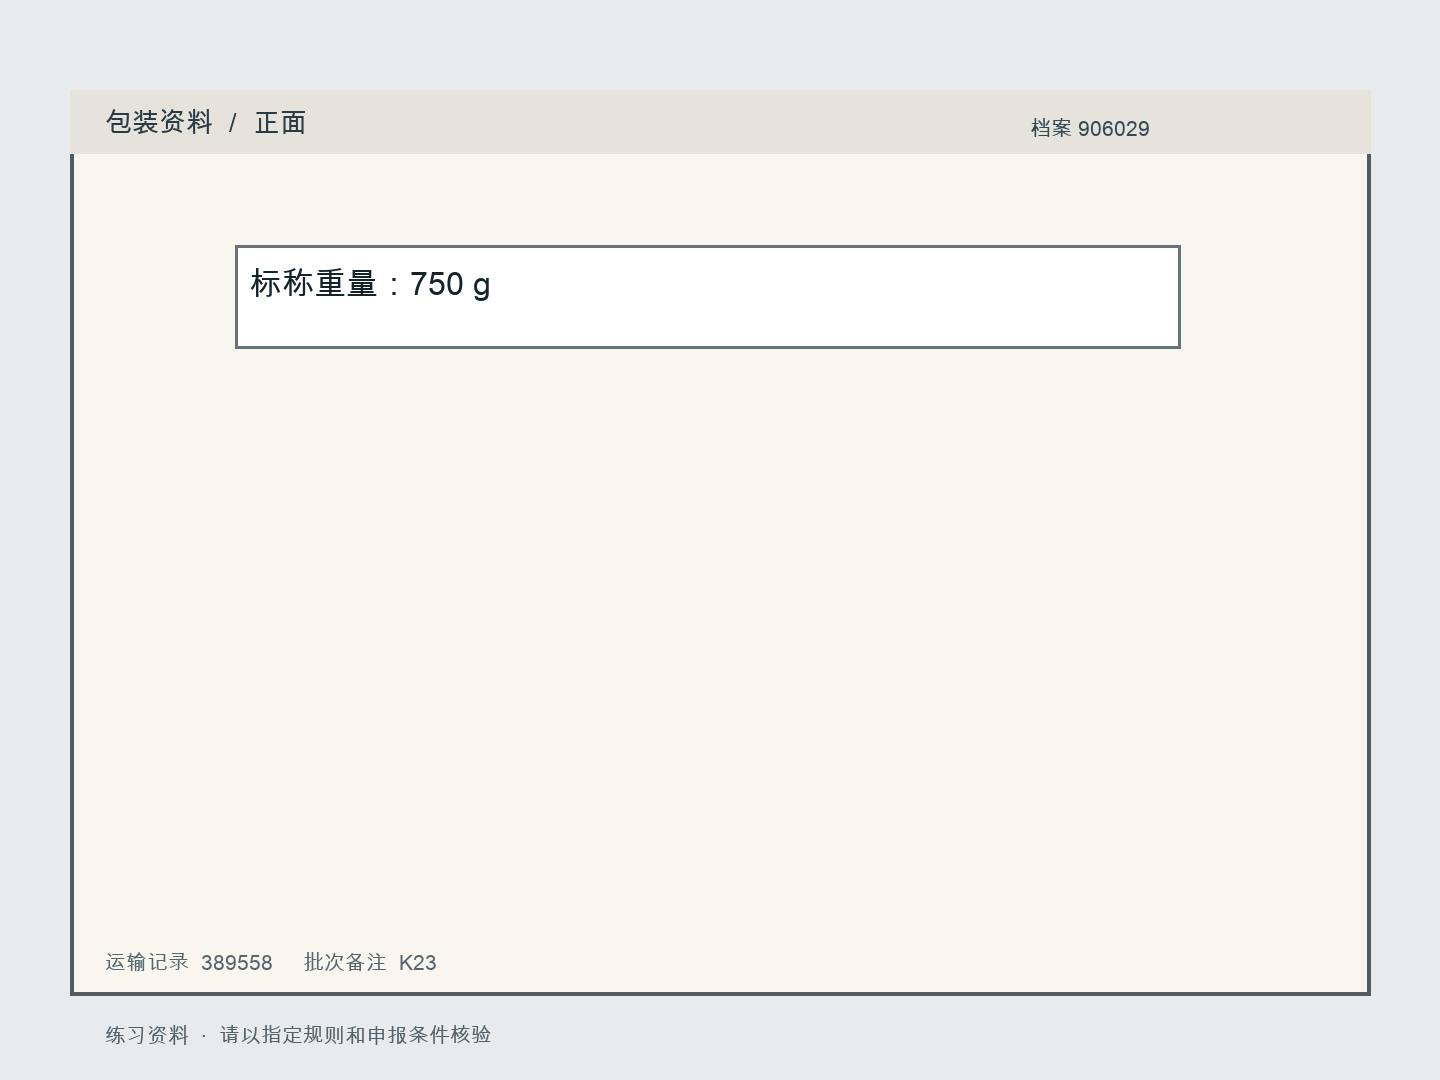 包装资料 / 正面
档案 906029
标称重量：750 g
运输记录 389558 批次备注 K23
练习资料 · 请以指定规则和申报条件核验